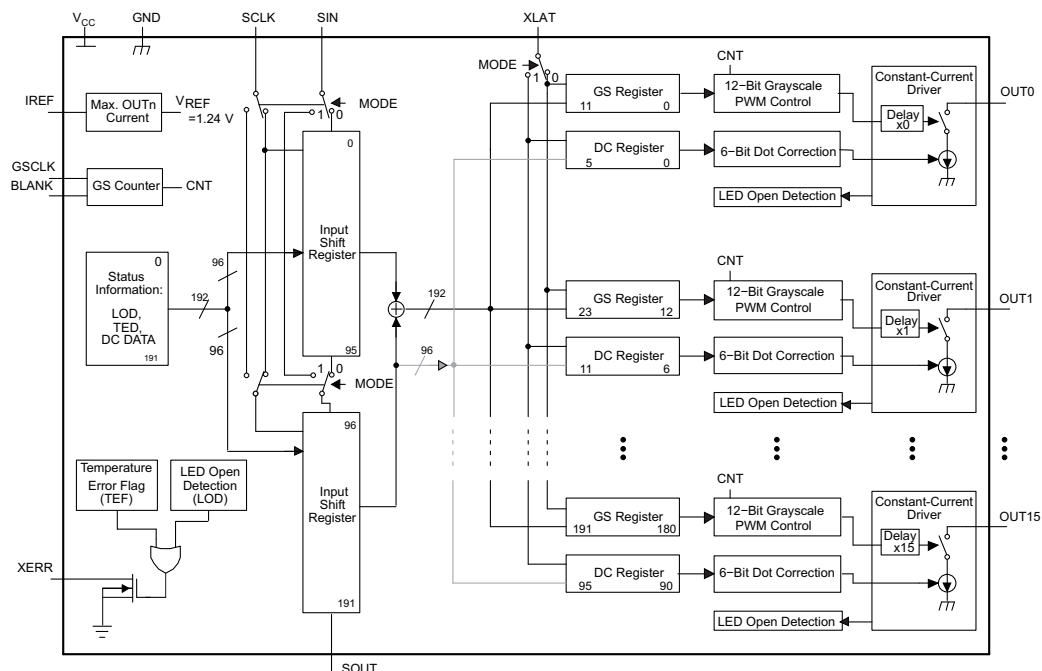 VCC
GND
SCLK
SIN
XLAT
MODE
1 0
CNT
IREF
Max. OUTn
Current
VREF
=1.24 V
MODE
1 0
GS Register
11 0
12−Bit Grayscale
PWM Control
Constant-Current
Driver
Delay
x0
OUT0
0
DC Register
5 0
6−Bit Dot Correction
GSCLK
BLANK
GS Counter
CNT
LED Open Detection
Input
Shift
Register
0
Status
Information:
LOD,
TED,
DC DATA
191
192
96
96
192
96
95
CNT
GS Register
23 12
12−Bit Grayscale
PWM Control
Constant-Current
Driver
Delay
x1
OUT1
DC Register
11 6
6−Bit Dot Correction
LED Open Detection
1 0
MODE
96
Input
Shift
Register
191
Temperature
Error Flag
(TEF)
LED Open
Detection
(LOD)
XERR
CNT
GS Register
191 180
12−Bit Grayscale
PWM Control
Constant-Current
Driver
Delay
x15
OUT15
DC Register
95 90
6−Bit Dot Correction
LED Open Detection
SOUT